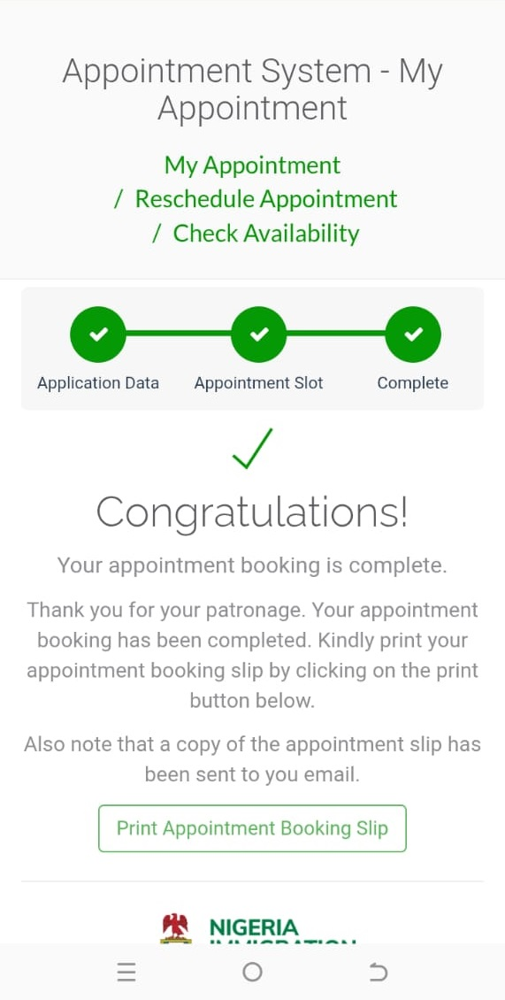 Appointment System - My
Appointment
My Appointment
/ Reschedule Appointment
/ Check Availability
Application Data
Appointment Slot
Complete
Congratulations!
Your appointment booking is complete.
Thank you for your patronage. Your appointment
booking has been completed. Kindly print your
appointment booking slip by clicking on the print
button below.
Also note that a copy of the appointment slip has
been sent to you email.
Print Appointment Booking Slip
NIGERIA
IMMIGRATION